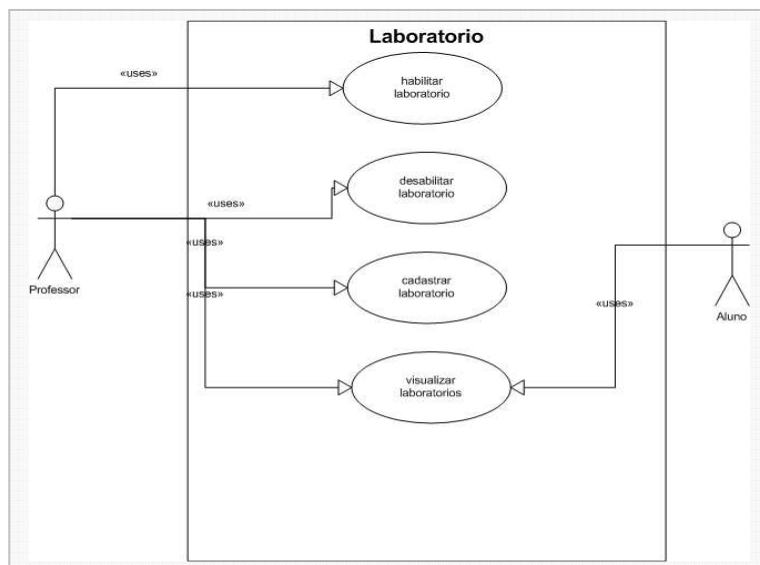 Laboratorio
«uses»
habilitar
laboratorio
desabilitar
laboratorio
«uses»
«uses»
cadastrar
laboratorio
«uses»
Professor
«uses»
Aluno
visualizar
laboratorios